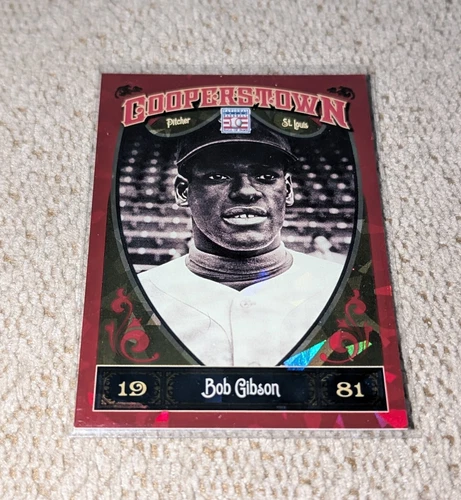 COOPERSTOWN
Pitcher St. Louis
19 Bob Gibson 81